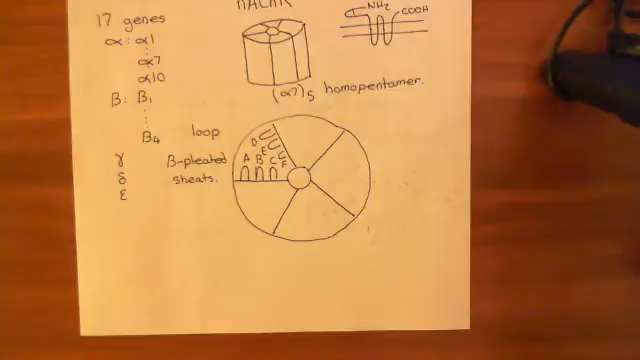 NACHR
17 genes
α: α1
⋮
α7
α10
β: β1
⋮
β4
γ
δ
ε
NH2
COOH
(α7)5 homopentamer.
loop
β-pleated
sheats.
A B C
D E F